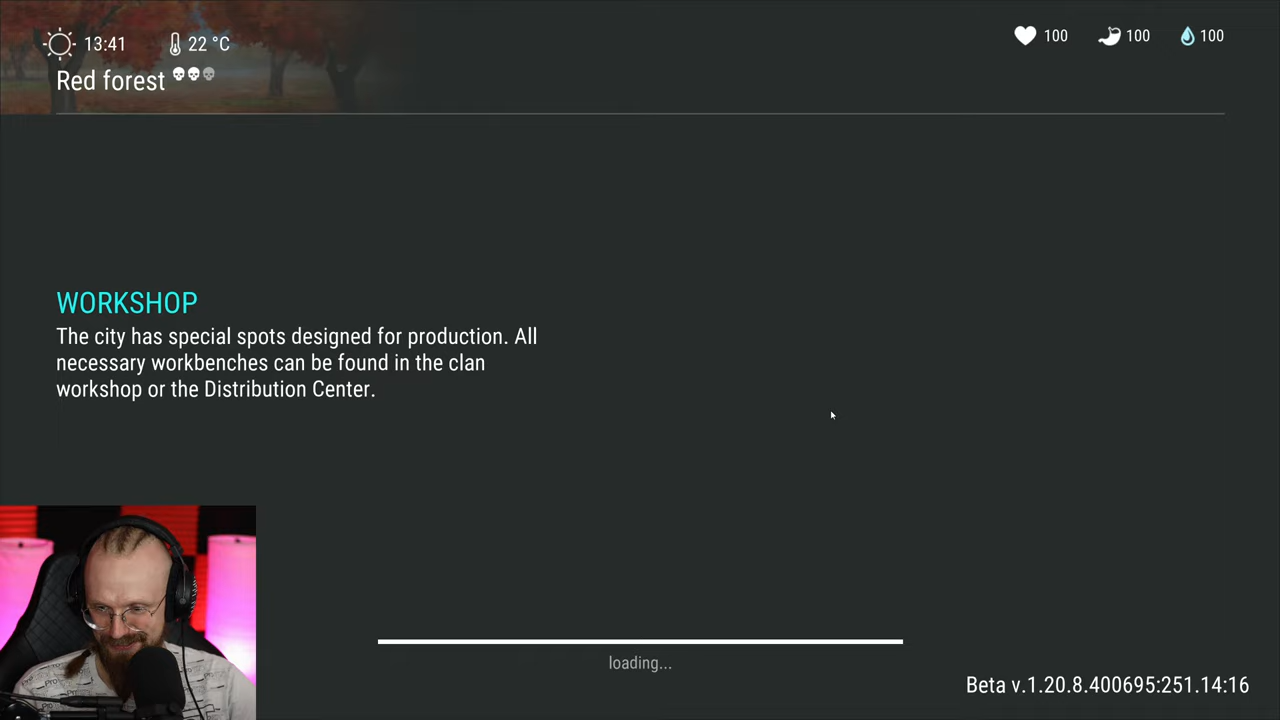 13:41 22 °C
Red forest
100 100 100
WORKSHOP
The city has special spots designed for production. All
necessary workbenches can be found in the clan
workshop or the Distribution Center.
loading...
Beta v.1.20.8.400695:251.14:16